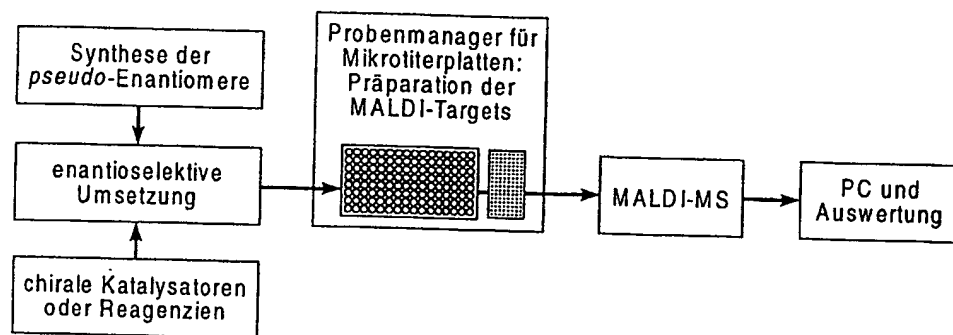 Synthese der
pseudo-Enantiomere
enantioselektive
Umsetzung
chirale Katalysatoren
oder Reagenzien
Probenmanager für
Mikrotiterplatten:
Präparation der
MALDI-Targets
MALDI-MS
PC und
Auswertung